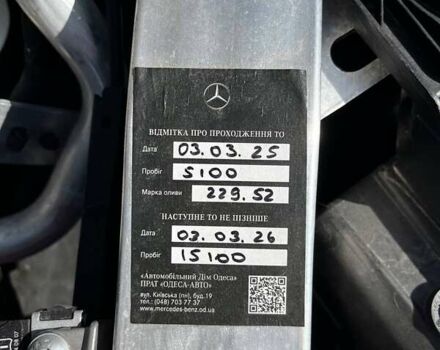 ВІДМІТКА ПРО ПРОХОДЖЕННЯ ТО
Дата 03.03.25
Пробіг 5100
Марка оливи 229.52
НАСТУПНЕ ТО НЕ ПІЗНІШЕ
Дата 03.03.26
Пробіг 15100
«Автомобільний Дім Одеса»
ПРАТ «ОДЕСА-АВТО»
вул. Київська (пн), буд.19
тел.: (048) 703 77 37
www.mercedes-benz.od.ua